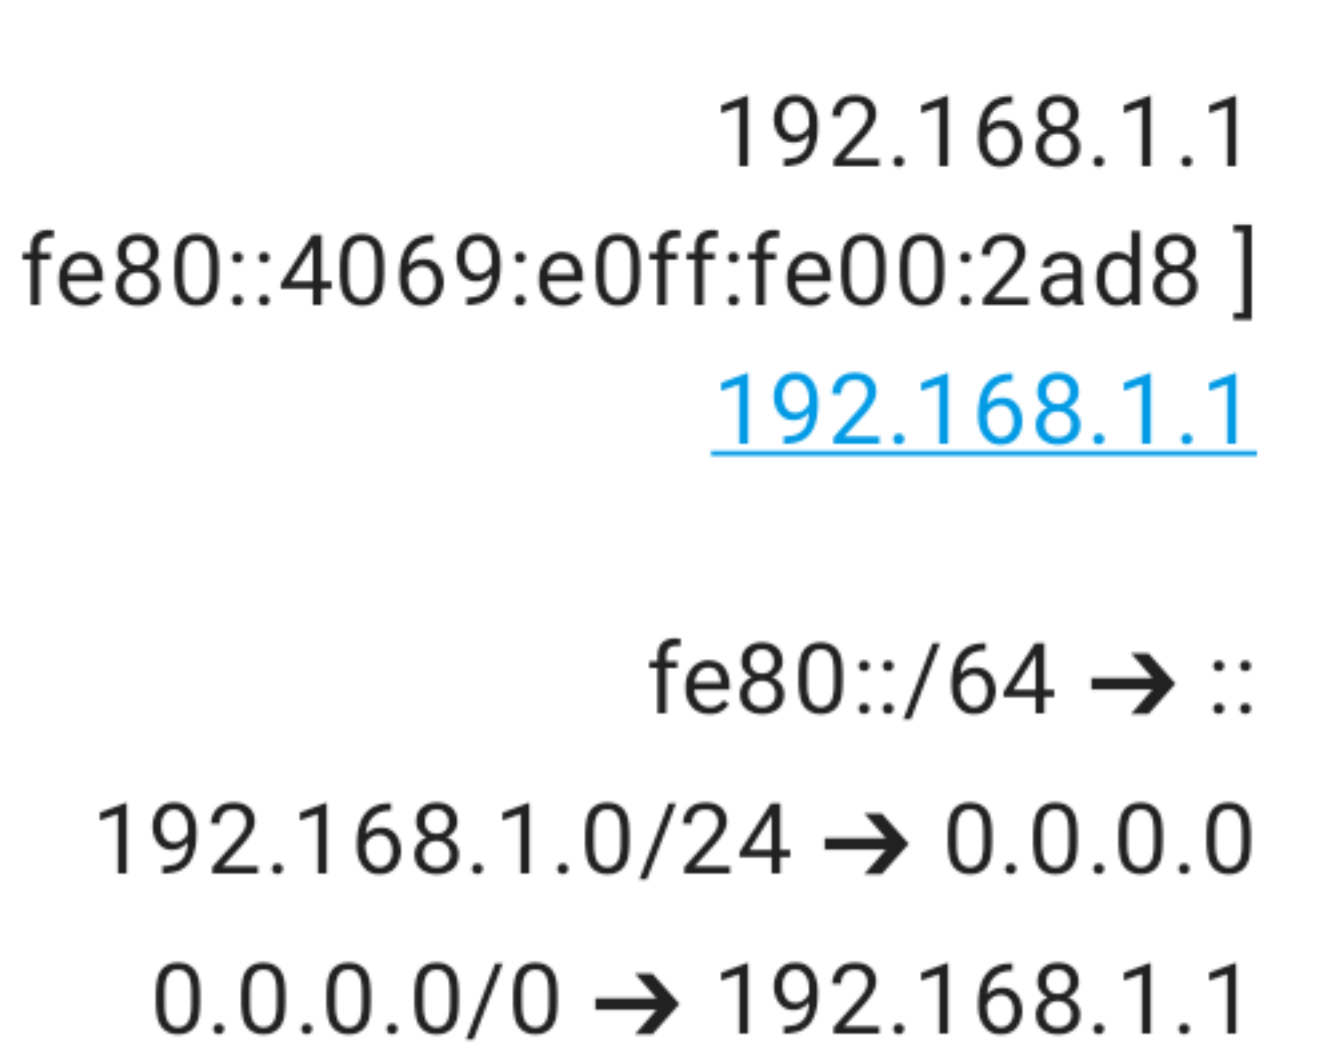 192.168.1.1
fe80::4069:e0ff:fe00:2ad8 ]
192.168.1.1
fe80::/64 ➔ ::
192.168.1.0/24 ➔ 0.0.0.0
0.0.0.0/0 ➔ 192.168.1.1